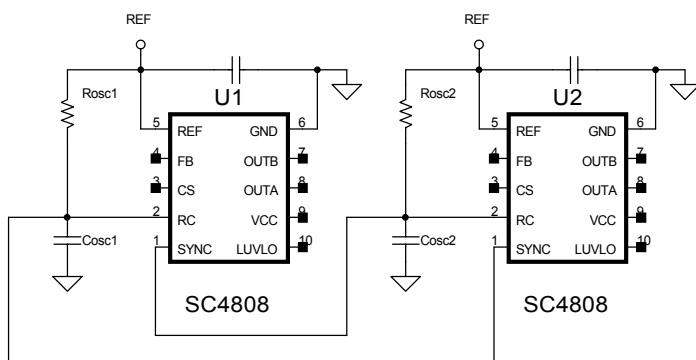 REF
REF
Rosc1
U1
Rosc2
U2
5
REF
GND
6
4
FB
OUTB
7
3
CS
OUTA
8
2
RC
VCC
9
1
SYNC
LUVLO
10
Cosc1
SC4808
5
REF
GND
6
4
FB
OUTB
7
3
CS
OUTA
8
2
RC
VCC
9
1
SYNC
LUVLO
10
Cosc2
SC4808